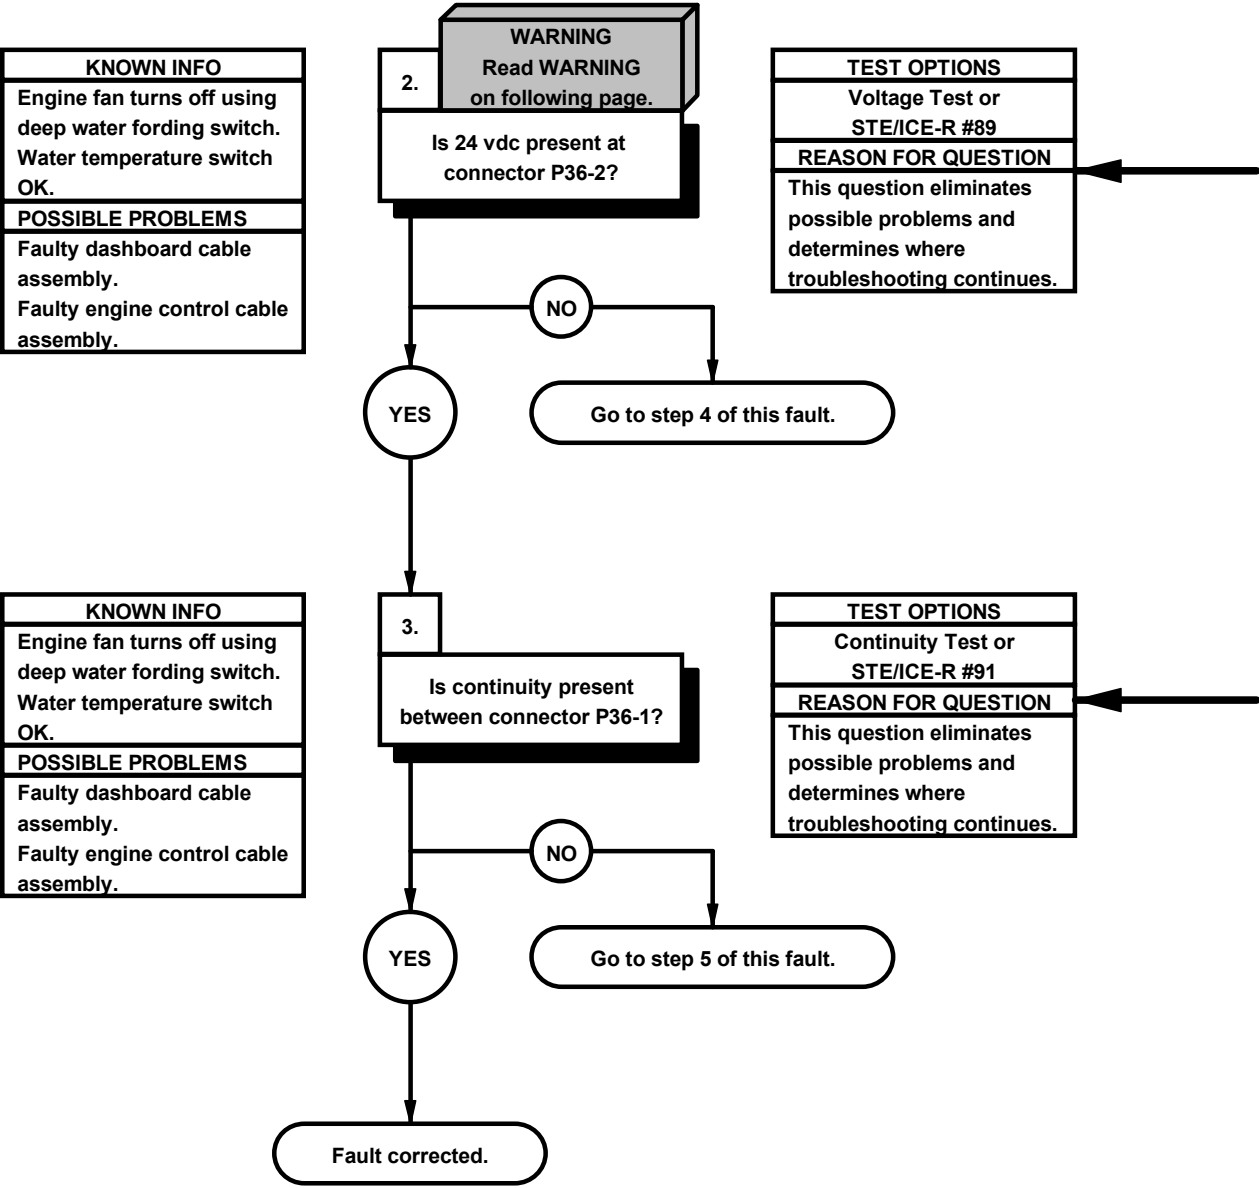 KNOWN INFO
Engine fan turns off using
deep water fording switch.
Water temperature switch
OK.
POSSIBLE PROBLEMS
Faulty dashboard cable
assembly.
Faulty engine control cable
assembly.
WARNING
Read WARNING
on following page.
2.
Is 24 vdc present at
connector P36-2?
TEST OPTIONS
Voltage Test or
STE/ICE-R #89
REASON FOR QUESTION
This question eliminates
possible problems and
determines where
troubleshooting continues.
NO
YES
Go to step 4 of this fault.
KNOWN INFO
Engine fan turns off using
deep water fording switch.
Water temperature switch
OK.
POSSIBLE PROBLEMS
Faulty dashboard cable
assembly.
Faulty engine control cable
assembly.
3.
Is continuity present
between connector P36-1?
TEST OPTIONS
Continuity Test or
STE/ICE-R #91
REASON FOR QUESTION
This question eliminates
possible problems and
determines where
troubleshooting continues.
NO
YES
Go to step 5 of this fault.
Fault corrected.